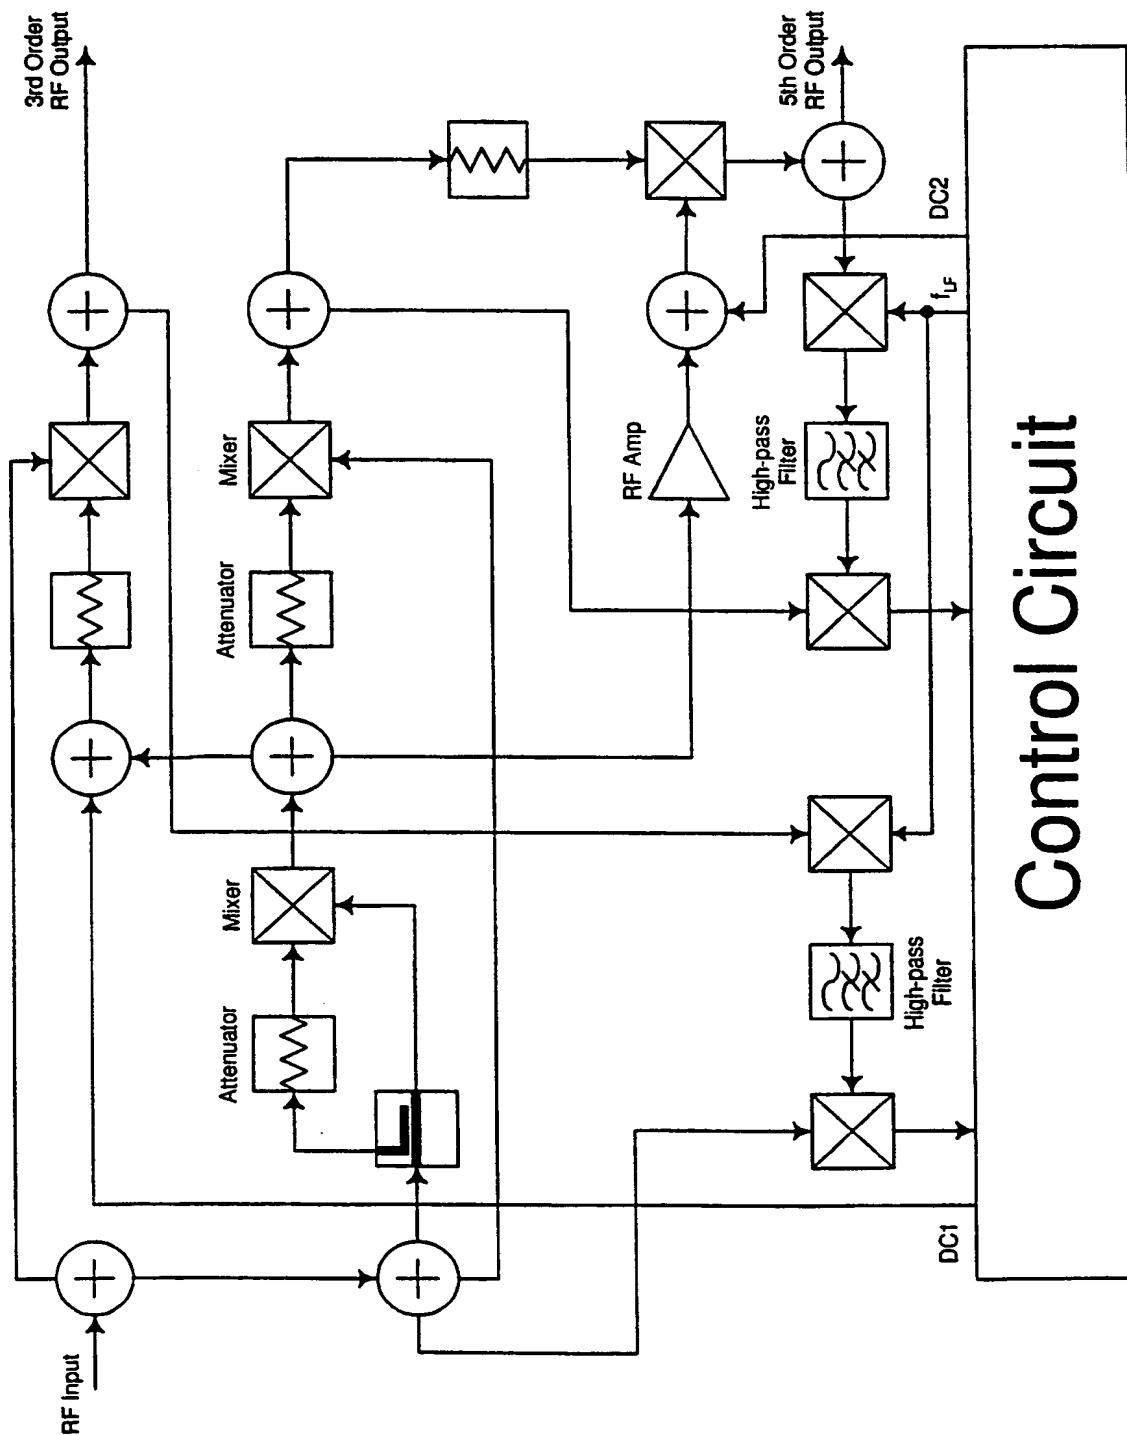 3rd Order
RF Output
5th Order
RF Output
Mixer
RF Amp
DC2
f_LF
High-pass
Filter
Attenuator
Mixer
Attenuator
High-pass
Filter
RF Input
DC1
Control Circuit